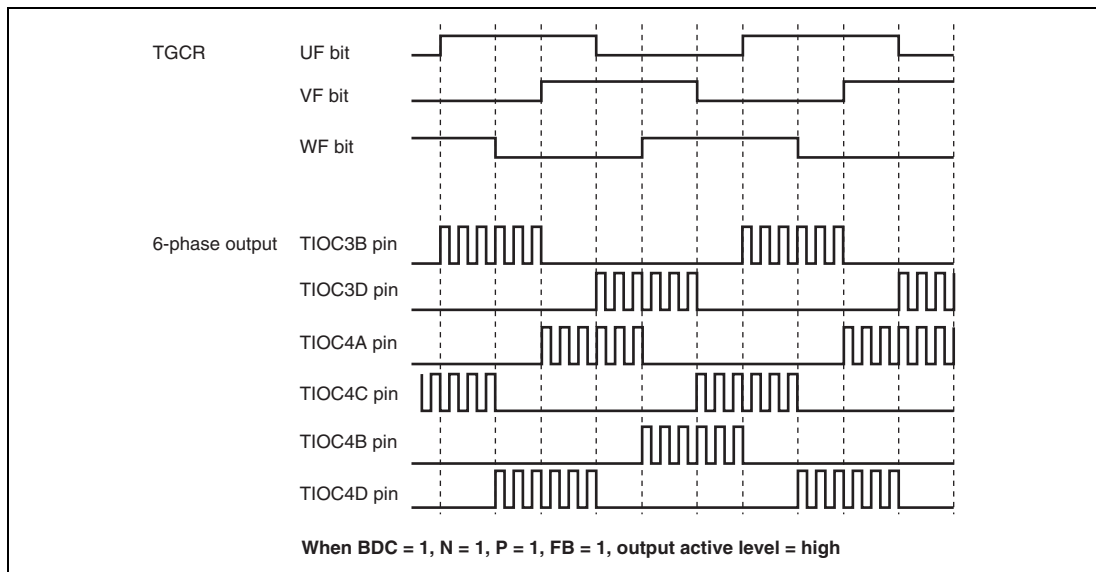 TGCR UF bit
VF bit
WF bit
6-phase output TIOC3B pin
TIOC3D pin
TIOC4A pin
TIOC4C pin
TIOC4B pin
TIOC4D pin
When BDC = 1, N = 1, P = 1, FB = 1, output active level = high